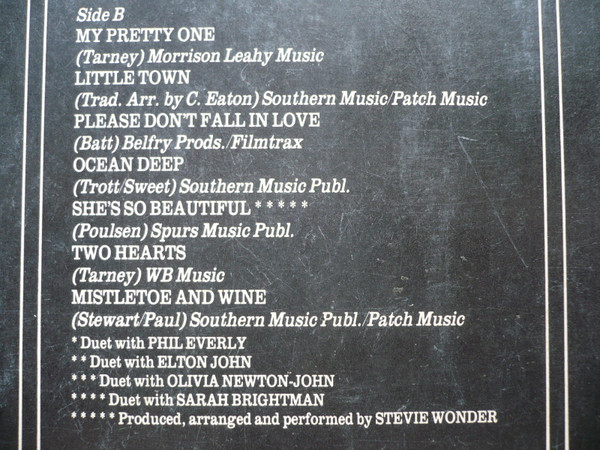 Side B
MY PRETTY ONE
(Tarney) Morrison Leahy Music
LITTLE TOWN
(Trad. Arr. by C. Eaton) Southern Music/Patch Music
PLEASE DON'T FALL IN LOVE
(Batt) Belfry Prods./Filmtrax
OCEAN DEEP
(Trott/Sweet) Southern Music Publ.
SHE'S SO BEAUTIFUL * * * * *
(Poulsen) Spurs Music Publ.
TWO HEARTS
(Tarney) WB Music
MISTLETOE AND WINE
(Stewart/Paul) Southern Music Publ./Patch Music
* Duet with PHIL EVERLY
* * Duet with ELTON JOHN
* * * Duet with OLIVIA NEWTON-JOHN
* * * * Duet with SARAH BRIGHTMAN
* * * * * Produced, arranged and performed by STEVIE WONDER